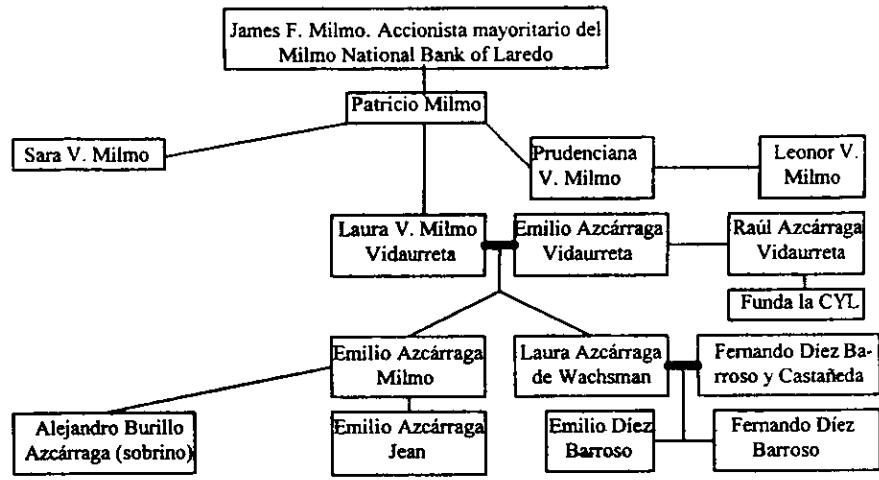 James F. Milmo. Accionista mayoritario del
Milmo National Bank of Laredo
Patricio Milmo
Sara V. Milmo
Prudenciana
V. Milmo
Leonor V.
Milmo
Laura V. Milmo
Vidaurreta
Emilio Azcárraga
Vidaurreta
Raúl Azcárraga
Vidaurreta
Funda la CYL
Emilio Azcárraga
Milmo
Laura Azcárraga
de Wachsman
Fernando Díez Ba-
rroso y Castañeda
Alejandro Burillo
Azcárraga (sobrino)
Emilio Azcárraga
Jean
Emilio Díez
Barroso
Fernando Díez
Barroso